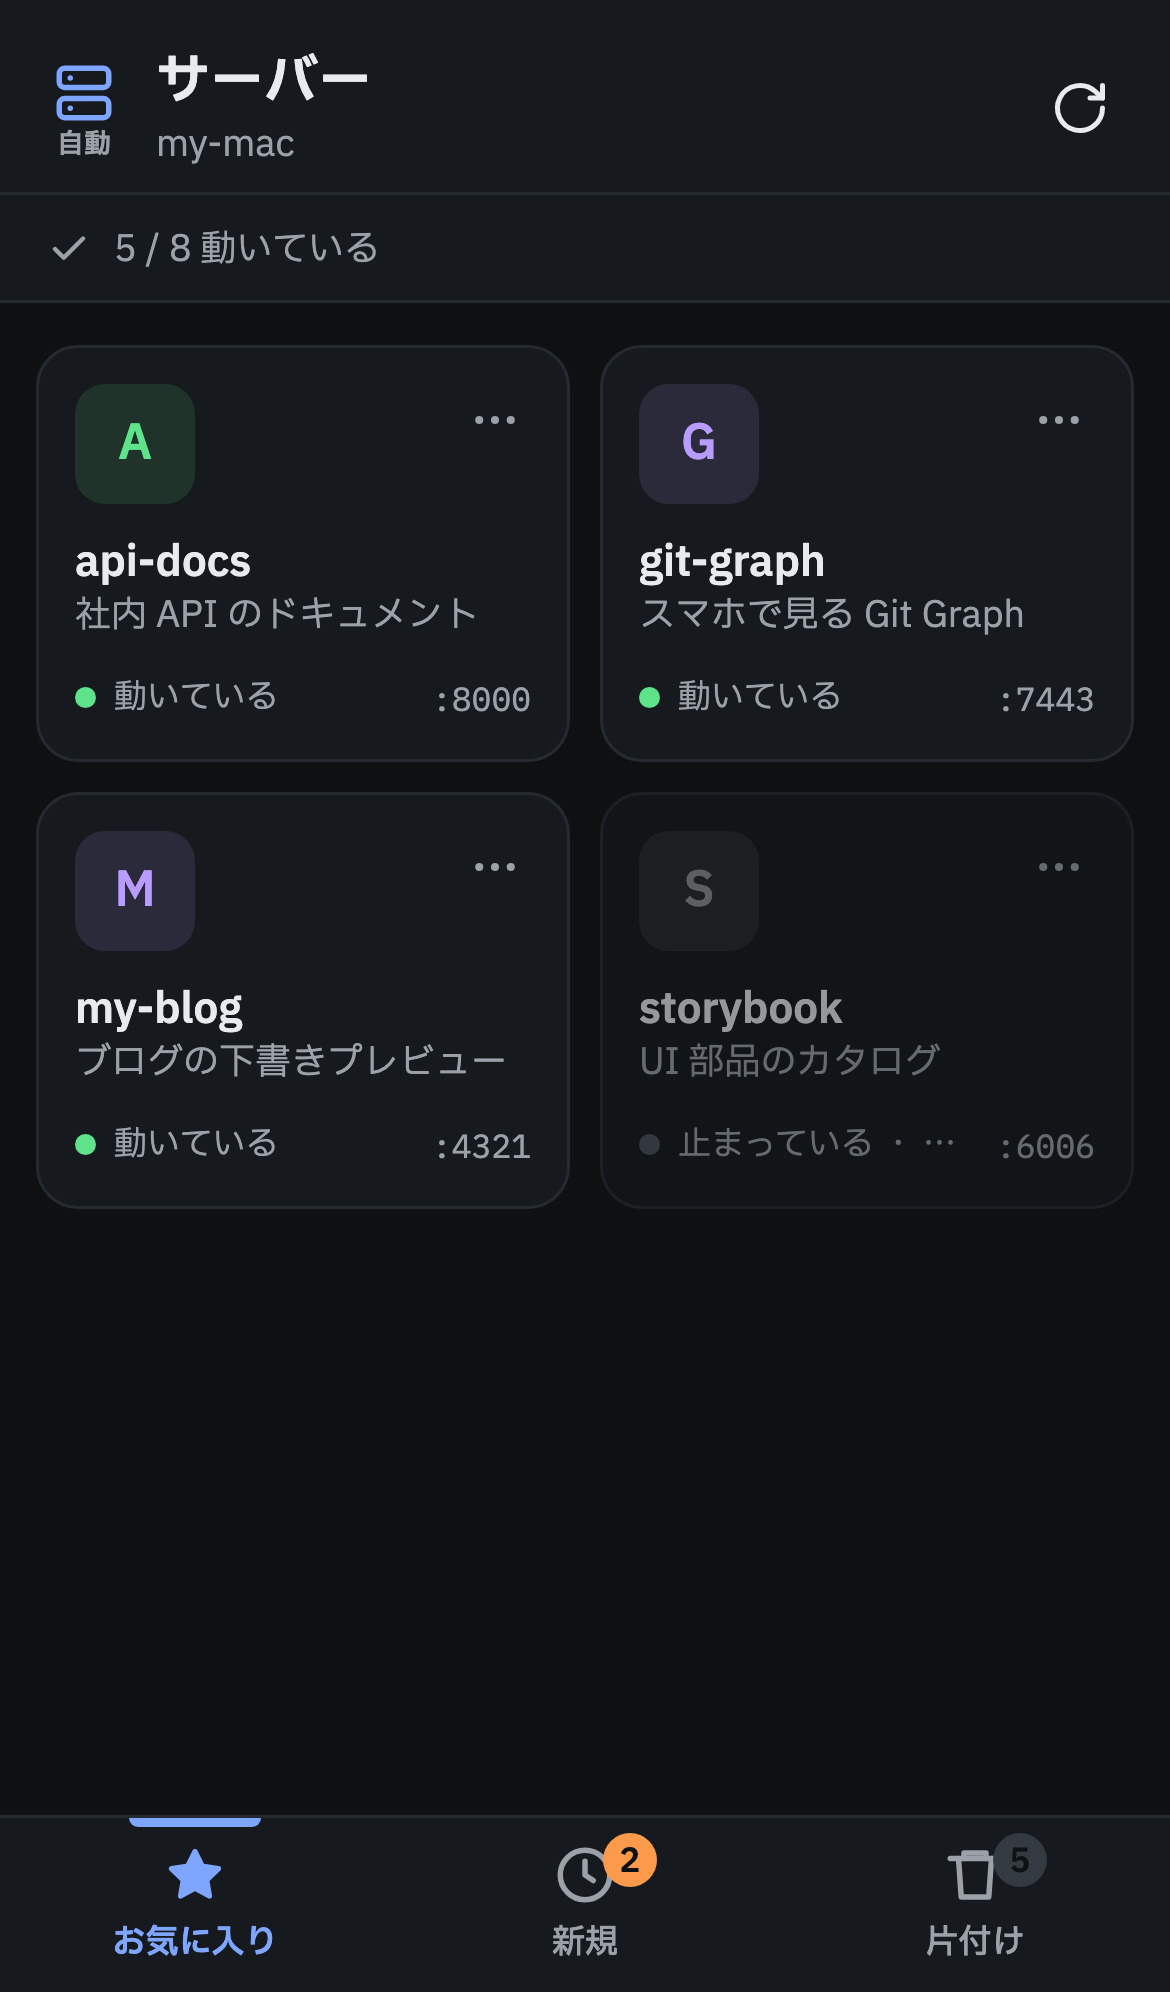 サーバー
自動
my-mac
5 / 8 動いている
A
api-docs
社内 API のドキュメント
動いている :8000
G
git-graph
スマホで見る Git Graph
動いている :7443
M
my-blog
ブログの下書きプレビュー
動いている :4321
S
storybook
UI 部品のカタログ
止まっている · … :6006
お気に入り
2
新規
5
片付け